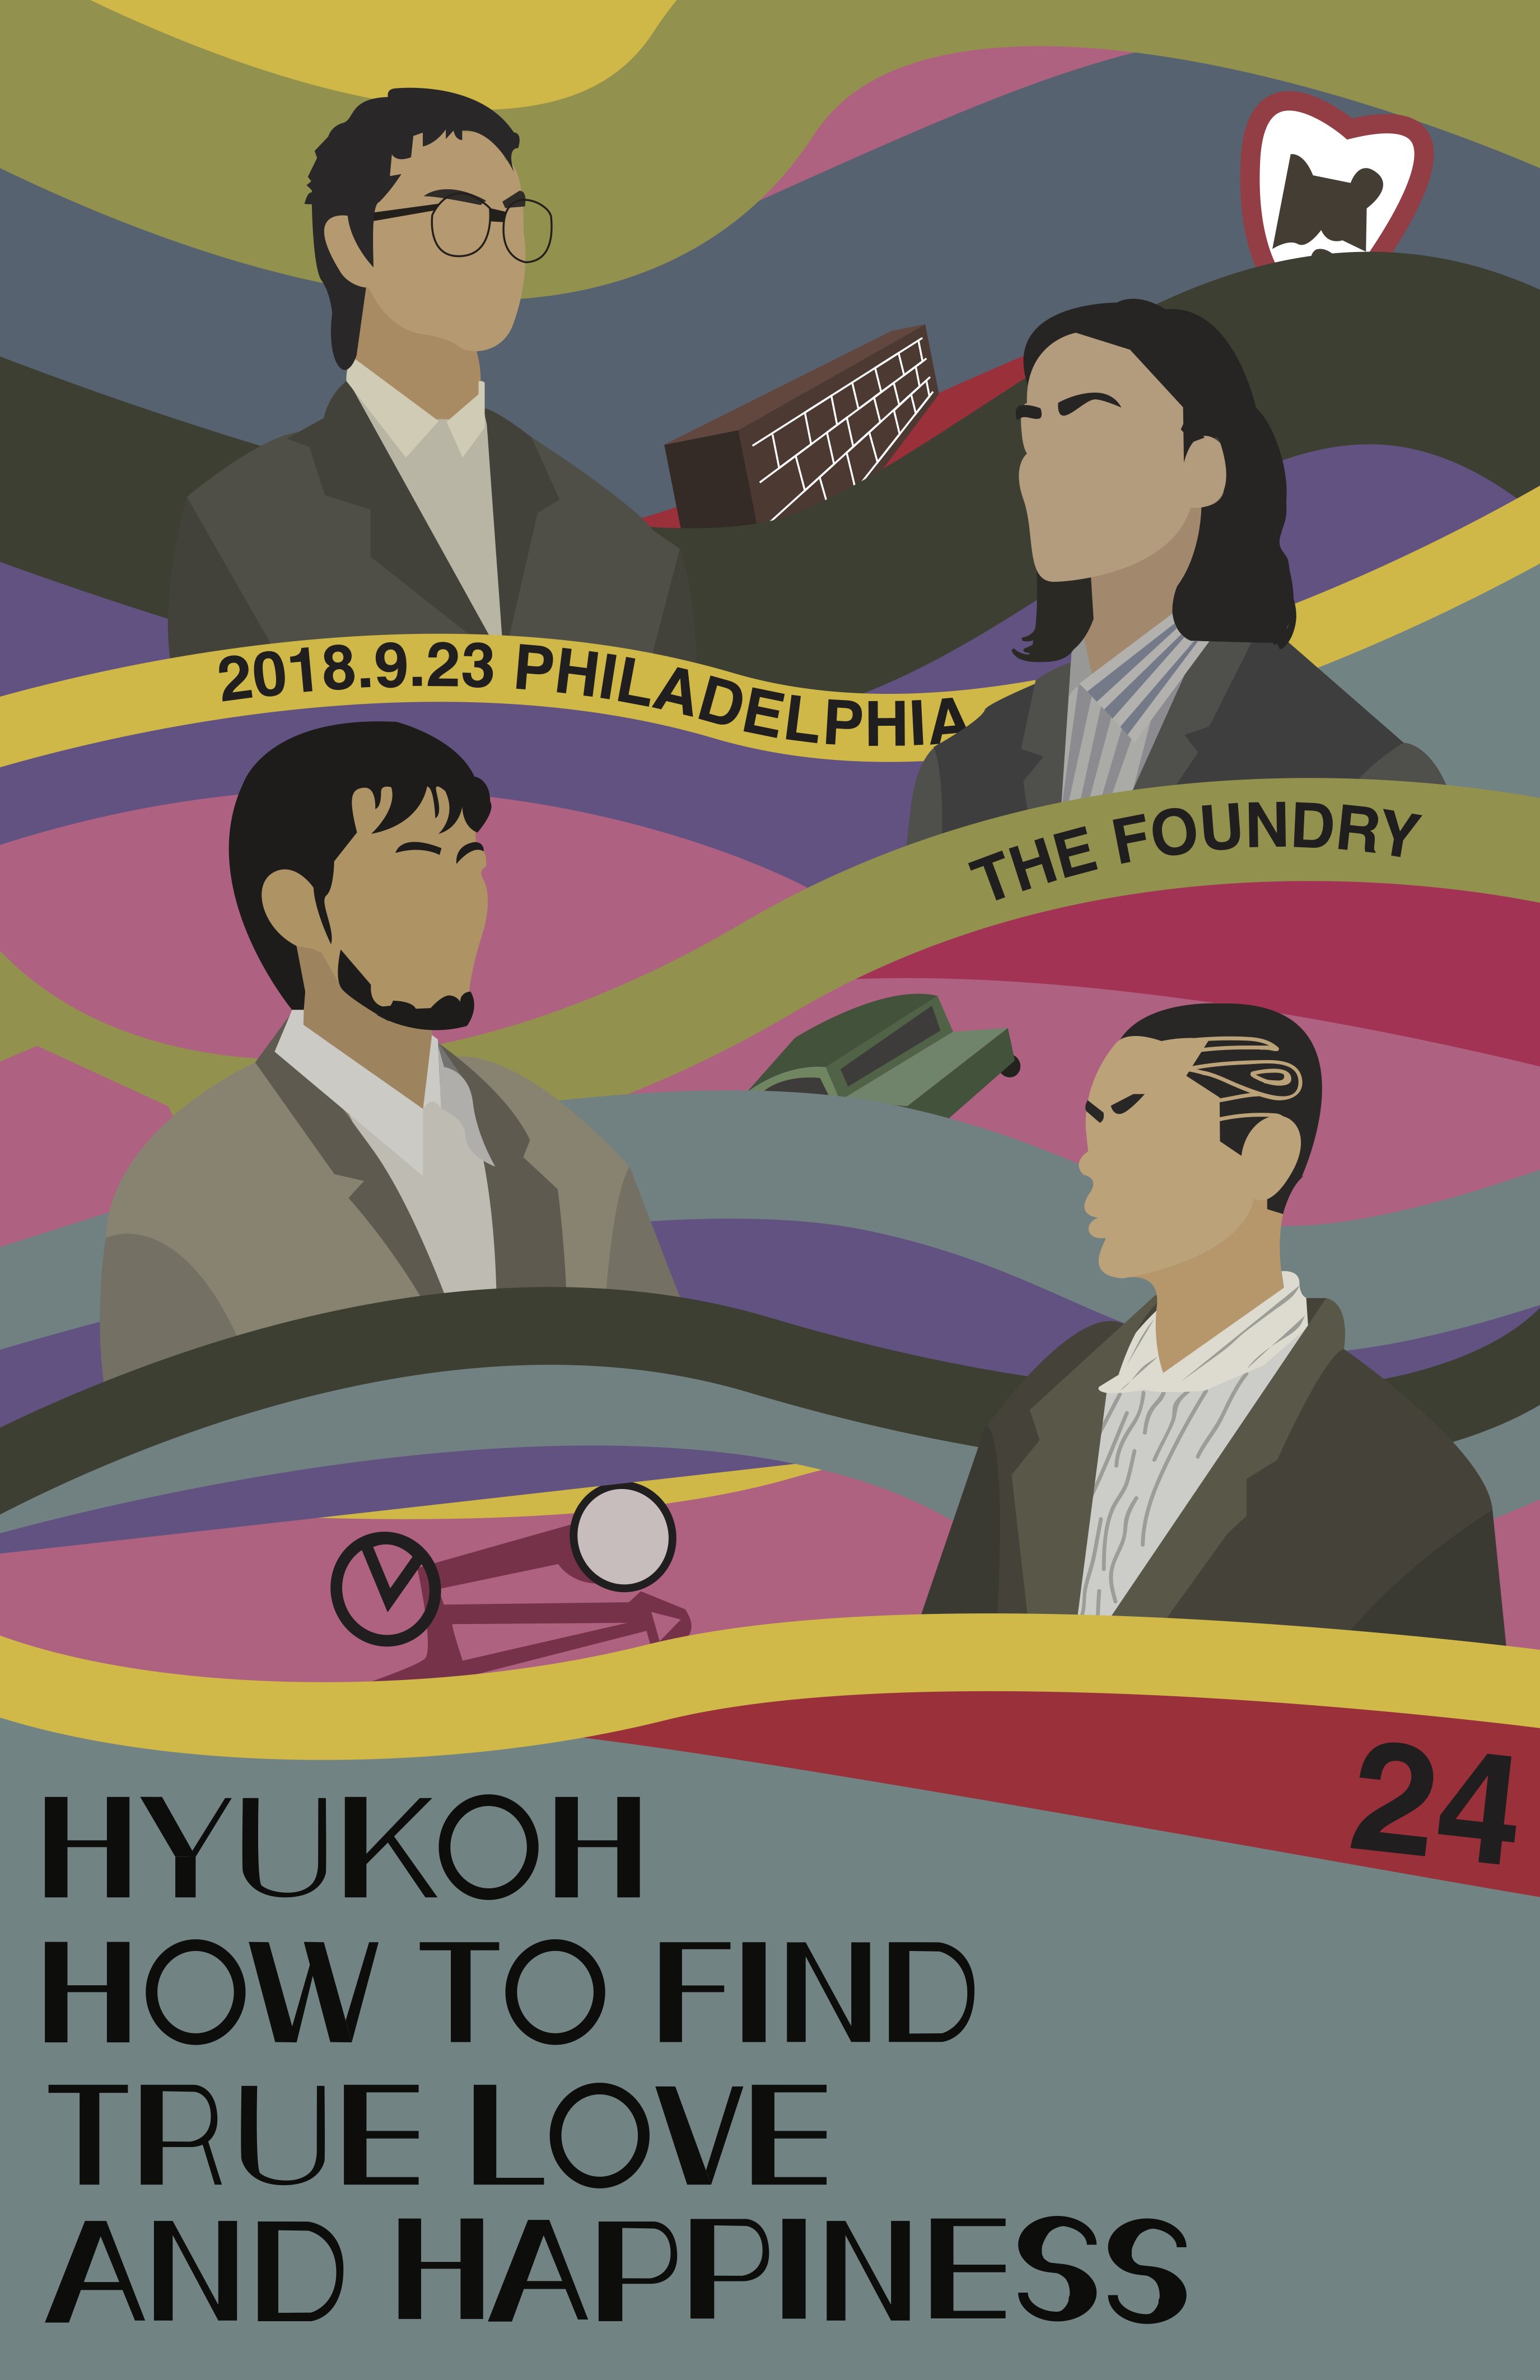 2018.9.23 PHILADELPHIA
THE FOUNDRY
24
HYUKOH
HOW TO FIND
TRUE LOVE
AND HAPPINESS